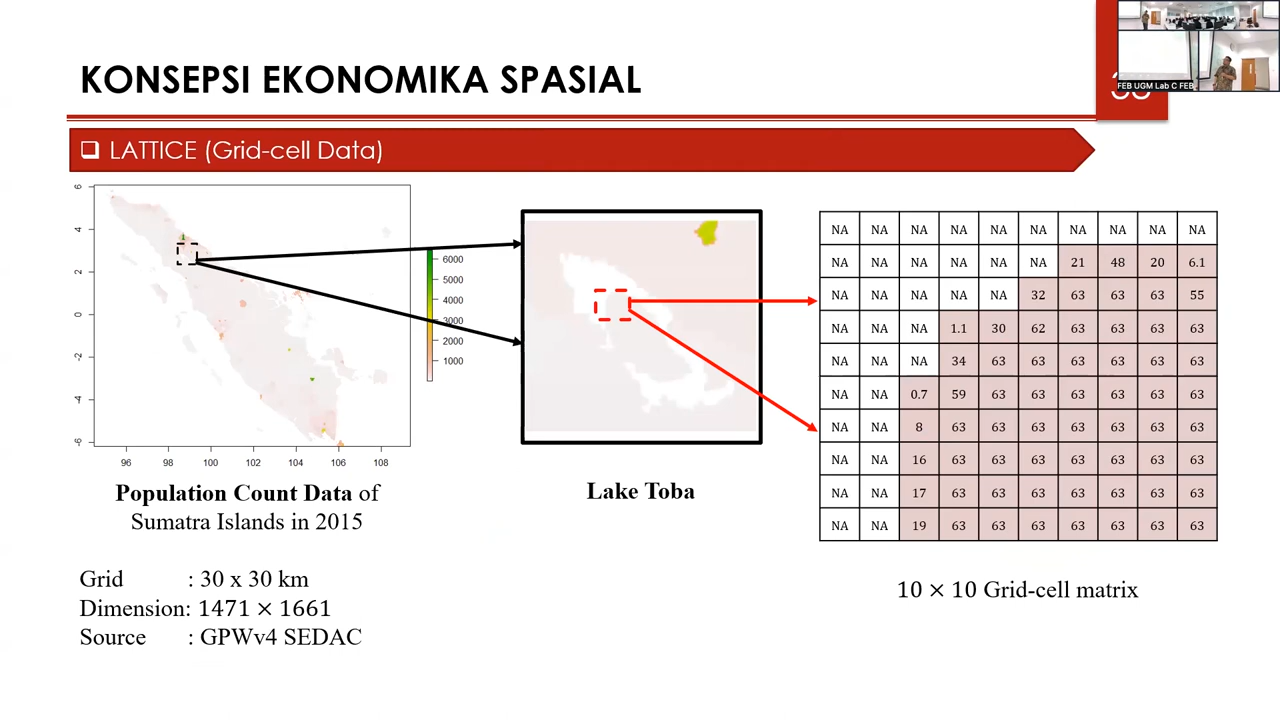 KONSEPSI EKONOMIKA SPASIAL
FEB UGM Lab C FEB
LATTICE (Grid-cell Data)
6
4
2
0
-2
-4
-6
96 98 100 102 104 106 108
6000
5000
4000
3000
2000
1000
Population Count Data of
Sumatra Islands in 2015
Grid : 30 x 30 km
Dimension: 1471 × 1661
Source : GPWv4 SEDAC
Lake Toba
NA NA NA NA NA NA NA NA NA NA
NA NA NA NA NA NA 21 48 20 6.1
NA NA NA NA NA 32 63 63 63 55
NA NA NA 1.1 30 62 63 63 63 63
NA NA NA 34 63 63 63 63 63 63
NA NA 0.7 59 63 63 63 63 63 63
NA NA 8 63 63 63 63 63 63 63
NA NA 16 63 63 63 63 63 63 63
NA NA 17 63 63 63 63 63 63 63
NA NA 19 63 63 63 63 63 63 63
10 × 10 Grid-cell matrix